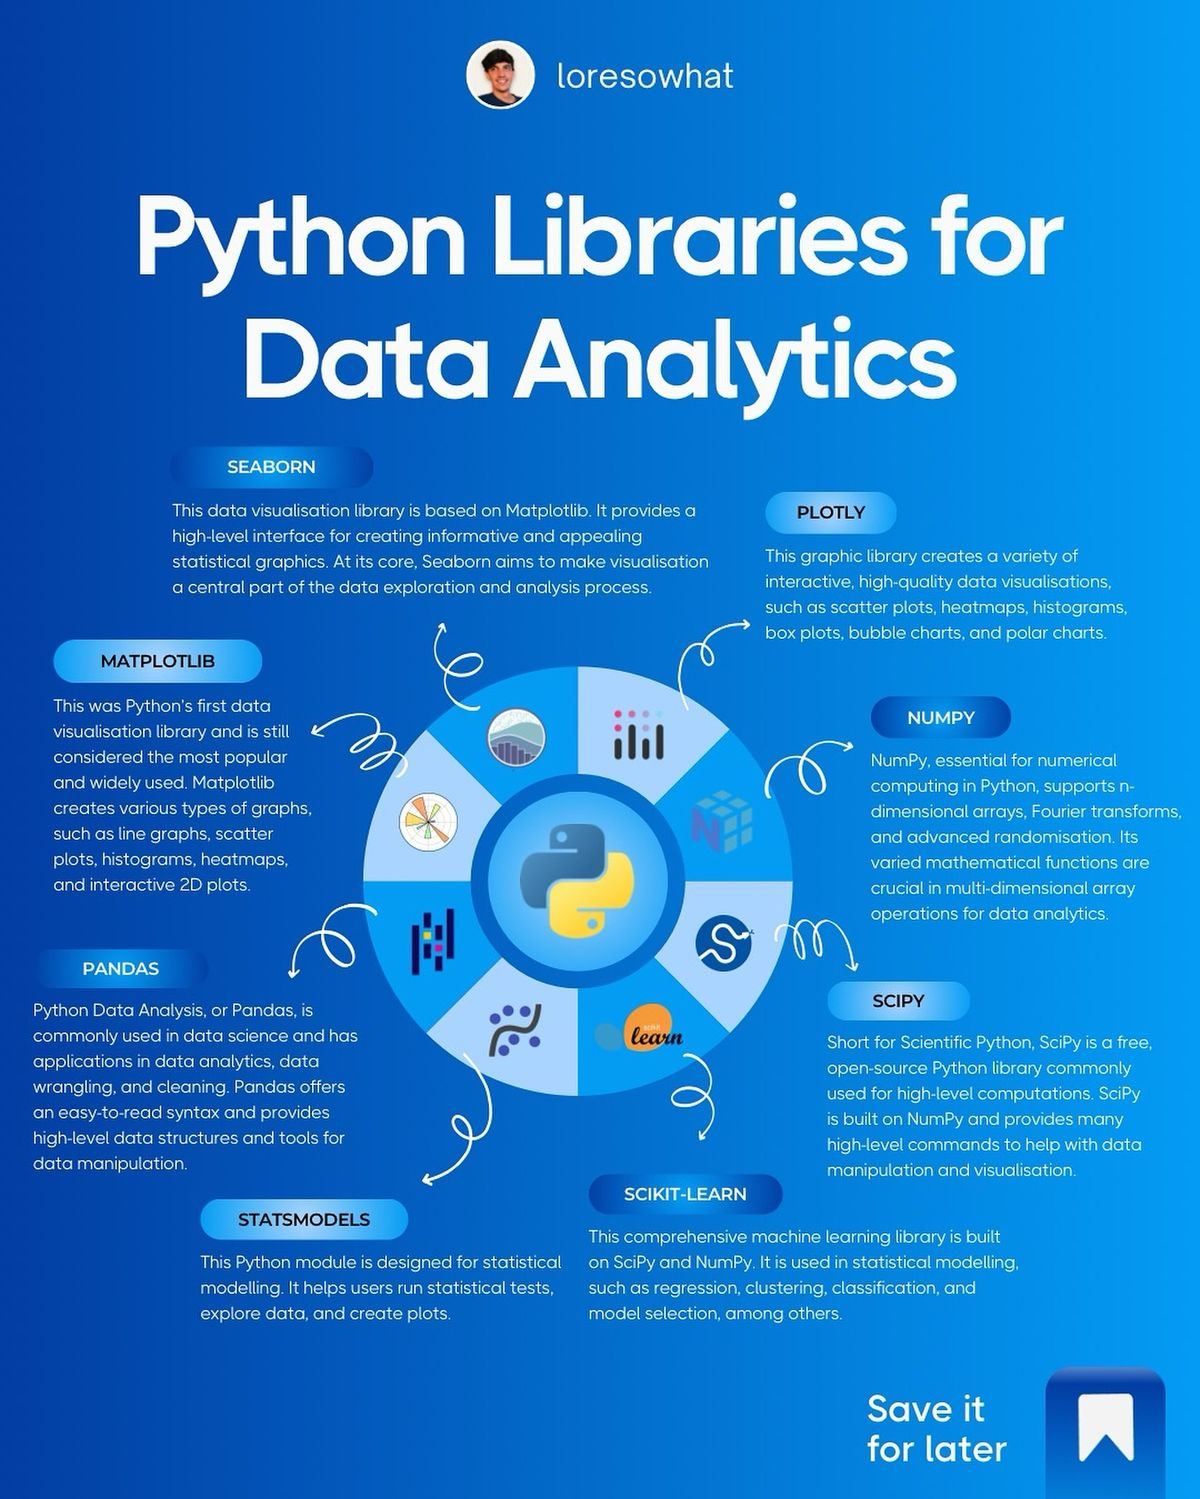 loresowhat
Python Libraries for
Data Analytics
SEABORN
This data visualisation library is based on Matplotlib. It provides a
high-level interface for creating informative and appealing
statistical graphics. At its core, Seaborn aims to make visualisation
a central part of the data exploration and analysis process.
PLOTLY
This graphic library creates a variety of
interactive, high-quality data visualisations,
such as scatter plots, heatmaps, histograms,
box plots, bubble charts, and polar charts.
MATPLOTLIB
This was Python's first data
visualisation library and is still
considered the most popular
and widely used. Matplotlib
creates various types of graphs,
such as line graphs, scatter
plots, histograms, heatmaps,
and interactive 2D plots.
NUMPY
NumPy, essential for numerical
computing in Python, supports n-
dimensional arrays, Fourier transforms,
and advanced randomisation. Its
varied mathematical functions are
crucial in multi-dimensional array
operations for data analytics.
PANDAS
Python Data Analysis, or Pandas, is
commonly used in data science and has
applications in data analytics, data
wrangling, and cleaning. Pandas offers
an easy-to-read syntax and provides
high-level data structures and tools for
data manipulation.
SCIPY
Short for Scientific Python, SciPy is a free,
open-source Python library commonly
used for high-level computations. SciPy
is built on NumPy and provides many
high-level commands to help with data
manipulation and visualisation.
scikit
learn
STATSMODELS
This Python module is designed for statistical
modelling. It helps users run statistical tests,
explore data, and create plots.
SCIKIT-LEARN
This comprehensive machine learning library is built
on SciPy and NumPy. It is used in statistical modelling,
such as regression, clustering, classification, and
model selection, among others.
Save it
for later